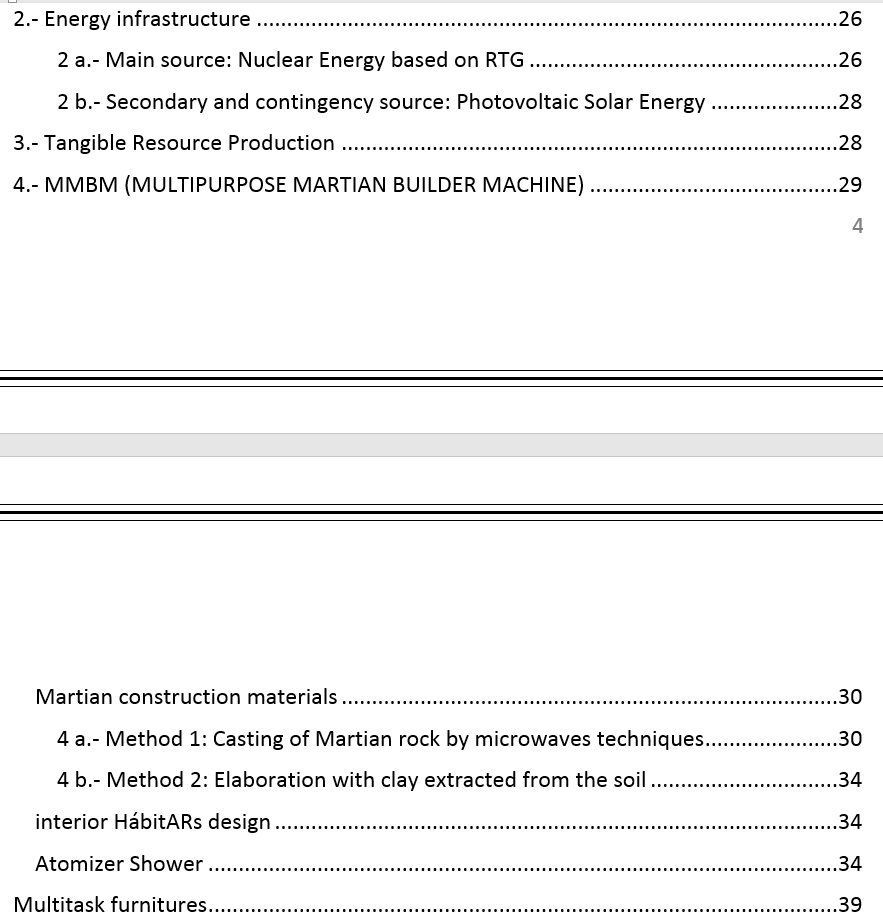 2.- Energy infrastructure ........................................................................................................26
2 a.- Main source: Nuclear Energy based on RTG ........................................................26
2 b.- Secondary and contingency source: Photovoltaic Solar Energy .......................28
3.- Tangible Resource Production ...................................................................................28
4.- MMBM (MULTIPURPOSE MARTIAN BUILDER MACHINE) .............................................29
4
Martian construction materials ...................................................................................30
4 a.- Method 1: Casting of Martian rock by microwaves techniques........................30
4 b.- Method 2: Elaboration with clay extracted from the soil .................................34
interior HábitARs design ...............................................................................................34
Atomizer Shower ...........................................................................................................34
Multitask furnitures...........................................................................................................39